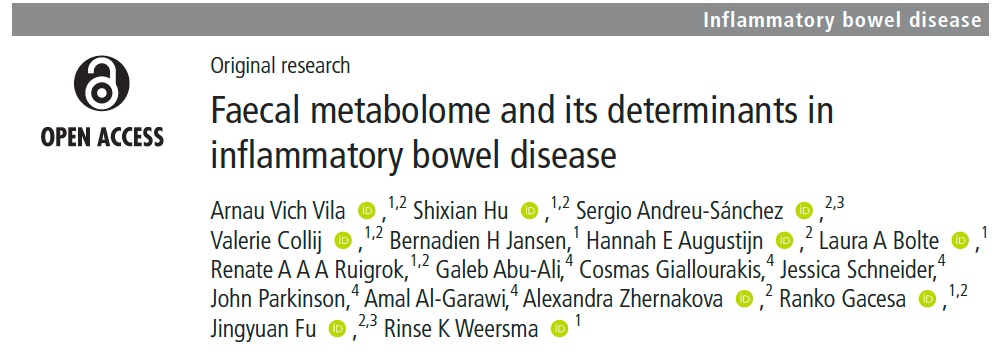 Inflammatory bowel disease
OPEN ACCESS
Original research
Faecal metabolome and its determinants in
inflammatory bowel disease
Arnau Vich Vila iD ,1,2 Shixian Hu iD ,1,2 Sergio Andreu-Sánchez iD ,2,3
Valerie Collij iD ,1,2 Bernadien H Jansen,1 Hannah E Augustijn iD ,2 Laura A Bolte iD ,1
Renate A A A Ruigrok,1,2 Galeb Abu-Ali,4 Cosmas Giallourakis,4 Jessica Schneider,4
John Parkinson,4 Amal Al-Garawi,4 Alexandra Zhernakova iD ,2 Ranko Gacesa iD ,1,2
Jingyuan Fu iD ,2,3 Rinse K Weersma iD 1